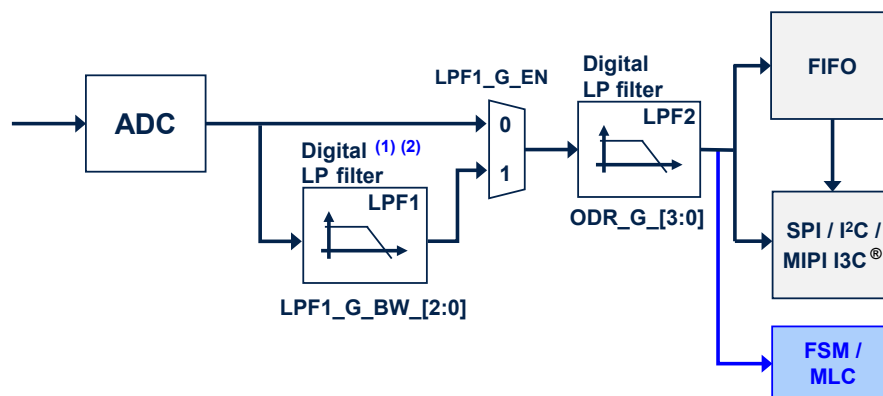 ADC
LPF1_G_EN
0
1
Digital (1) (2)
LP filter
LPF1
LPF1_G_BW_[2:0]
Digital
LP filter
LPF2
ODR_G_[3:0]
FIFO
SPI / I²C /
MIPI I3C ®
FSM /
MLC